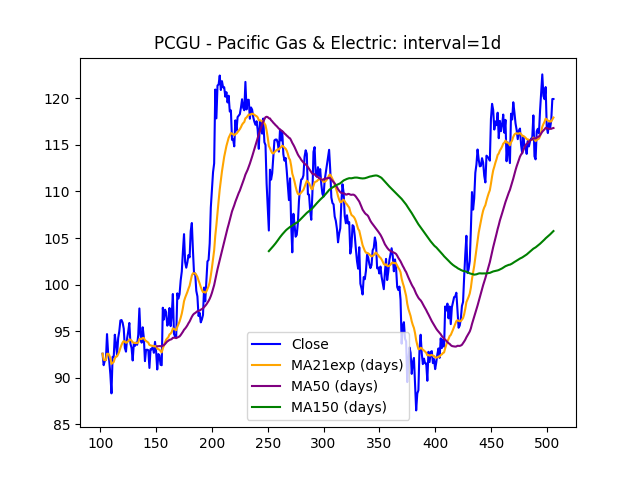 PCGU - Pacific Gas & Electric: interval=1d
120
115
110
105
100
95
90
85
Close
MA21exp (days)
MA50 (days)
MA150 (days)
100 150 200 250 300 350 400 450 500